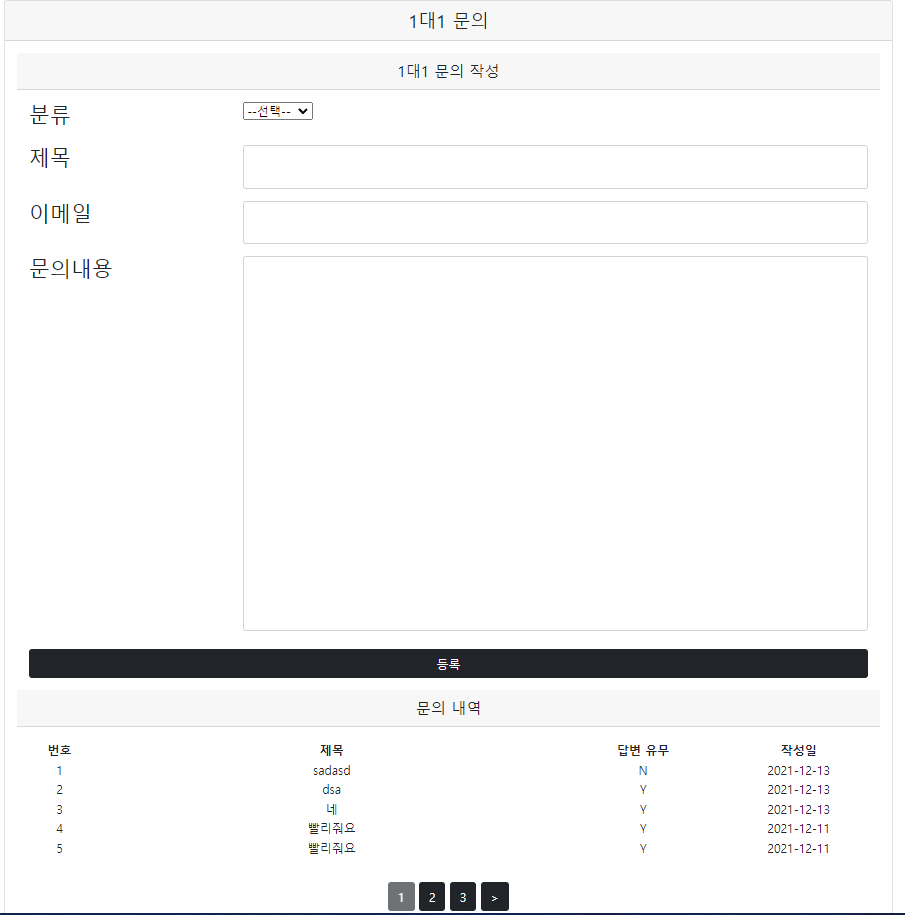 1대1 문의
1대1 문의 작성
분류 --선택--
제목
이메일
문의내용
등록
문의 내역
번호 제목 답변 유무 작성일
1 sadasd N 2021-12-13
2 dsa Y 2021-12-13
3 네 Y 2021-12-13
4 빨리줘요 Y 2021-12-11
5 빨리줘요 Y 2021-12-11
1 2 3 >